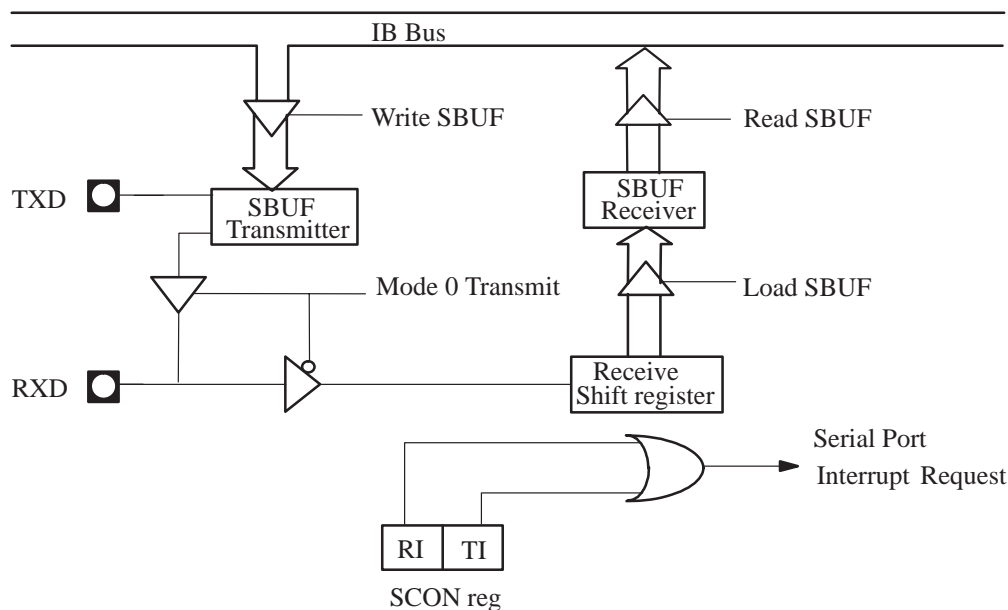 IB Bus
Write SBUF
Read SBUF
TXD
SBUF
Transmitter
SBUF
Receiver
Mode 0 Transmit
Load SBUF
RXD
Receive
Shift register
Serial Port
Interrupt Request
RI
TI
SCON reg